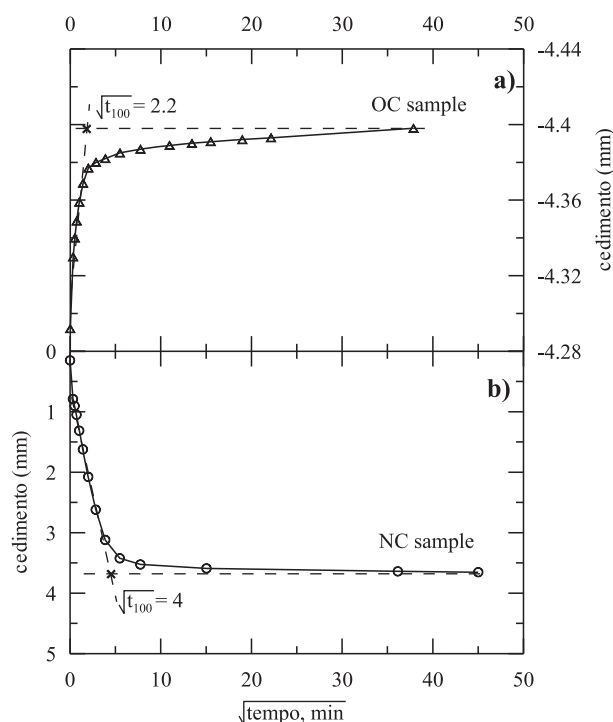 0 10 20 30 40 50
-4.44
a)
√t100 = 2.2
OC sample
-4.4
-4.36
cedimento (mm)
-4.32
-4.28
0
b)
1
2
cedimento (mm)
3
NC sample
4
√t100 = 4
5
0 10 20 30 40 50
√tempo, min